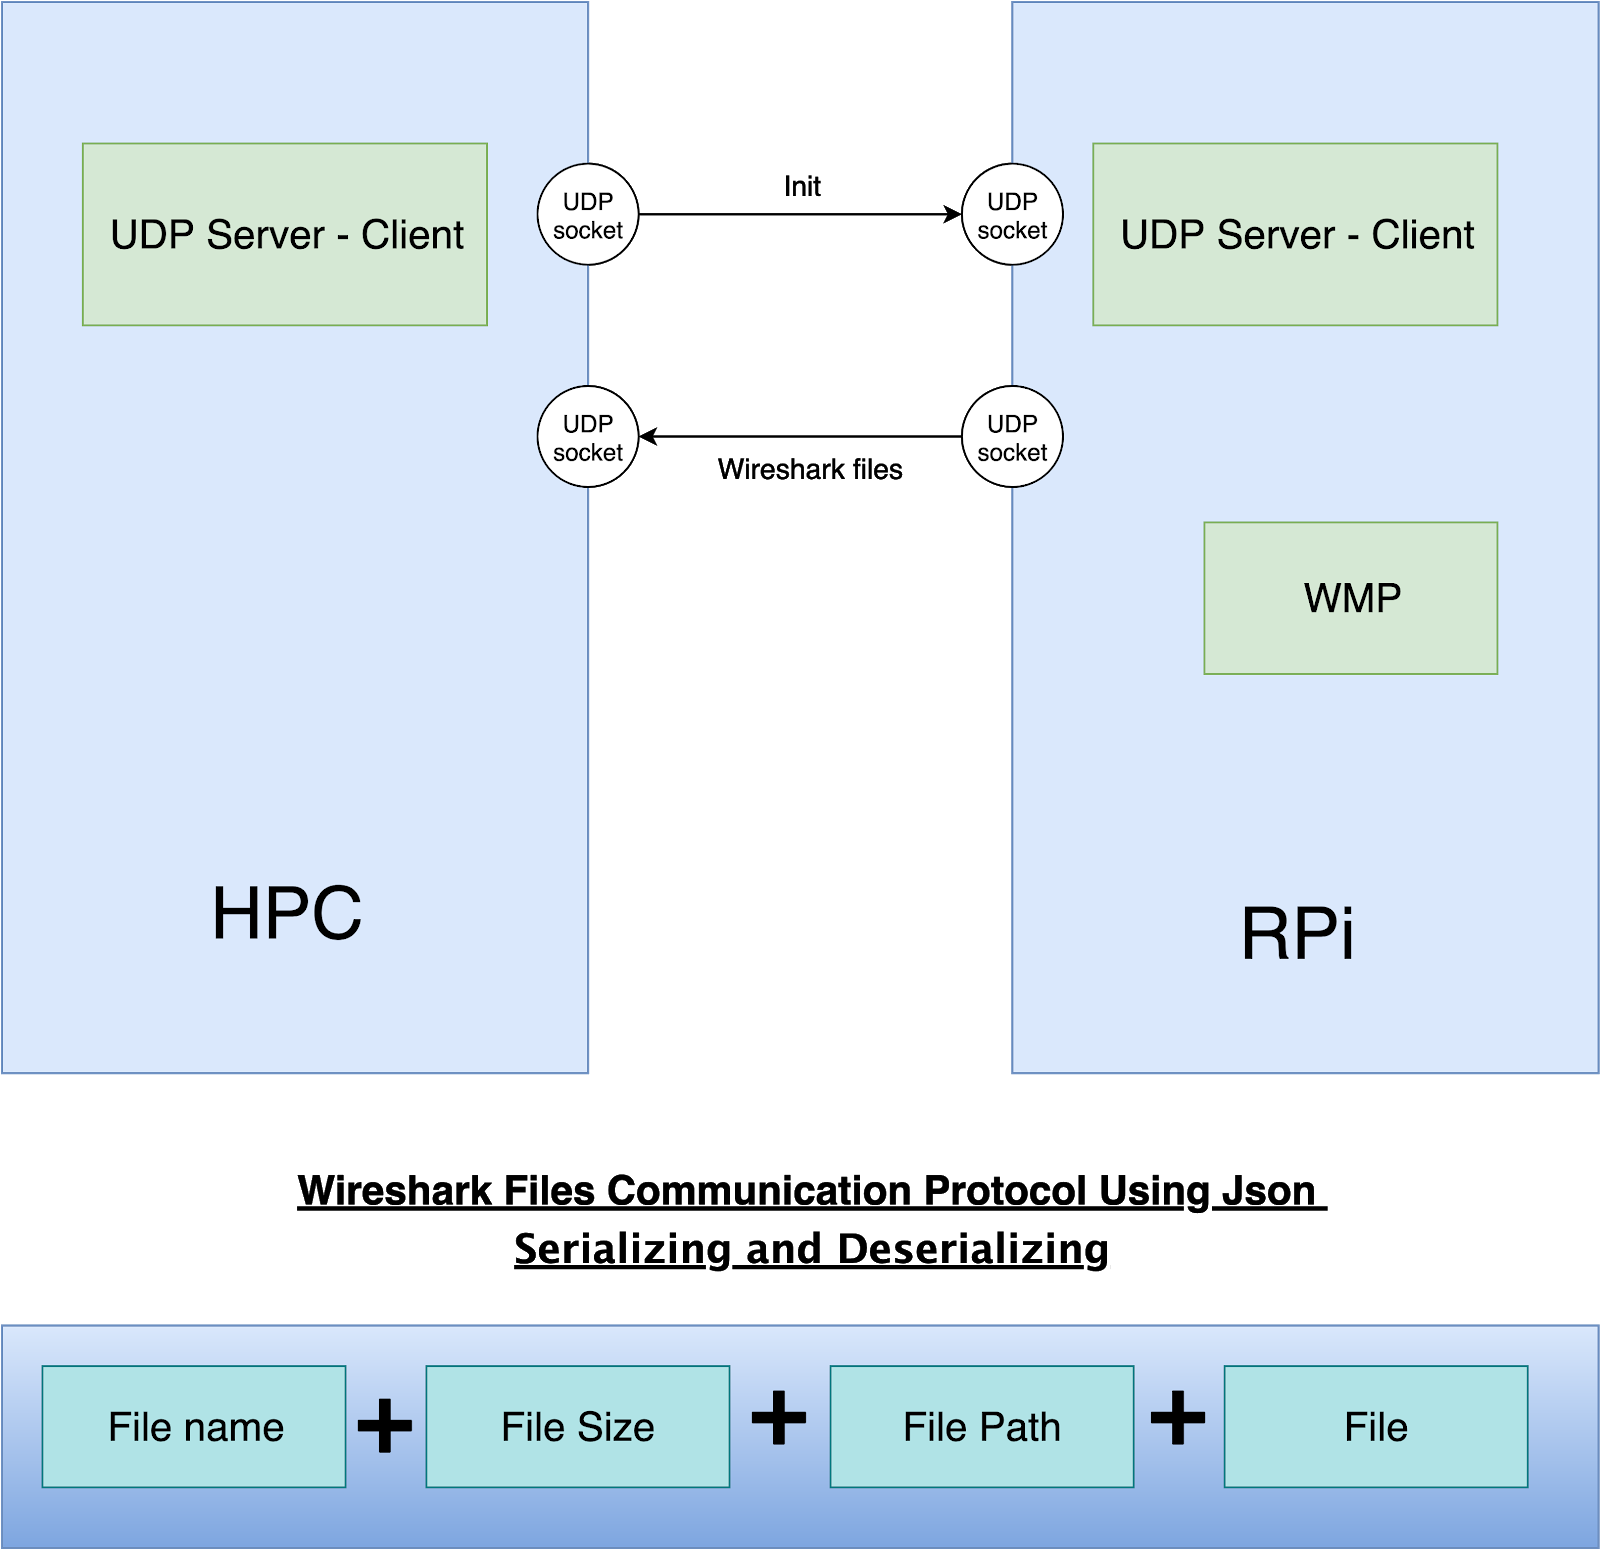 UDP Server - Client
UDP
socket
Init
UDP
socket
UDP Server - Client
UDP
socket
Wireshark files
UDP
socket
WMP
HPC
RPi
Wireshark Files Communication Protocol Using Json
Serializing and Deserializing
File name
+
File Size
+
File Path
+
File